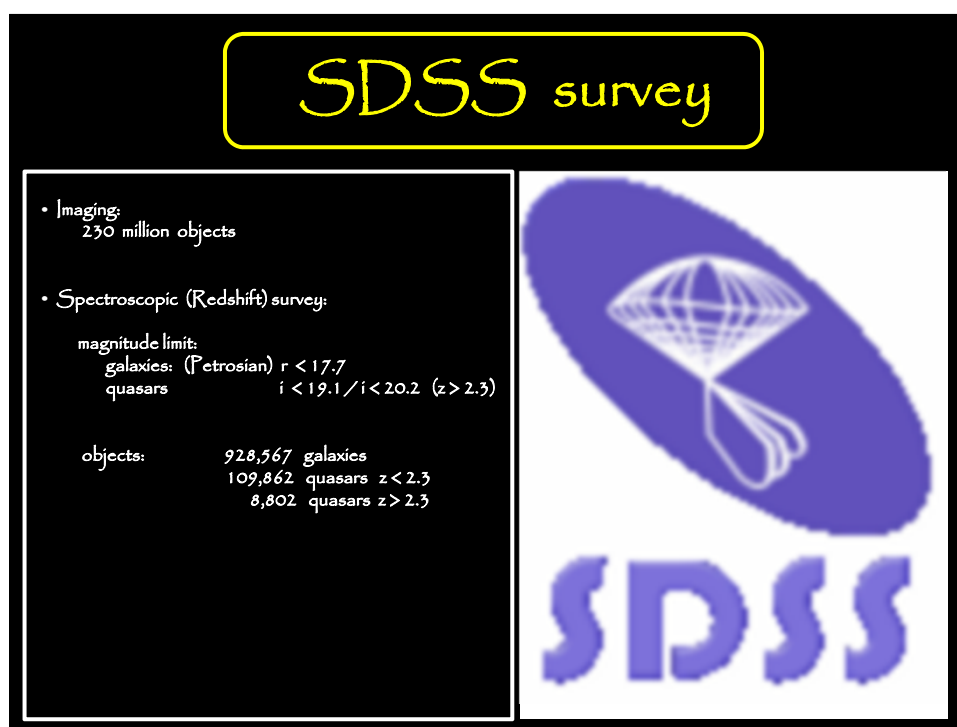 SDSS survey
• Imaging:
230 million objects
• Spectroscopic (Redshift) survey:
magnitude limit:
galaxies: (Petrosian) r < 17.7
quasars i < 19.1 / i < 20.2 (z > 2.3)
objects: 928,567 galaxies
109,862 quasars z < 2.3
8,802 quasars z > 2.3
SDSS